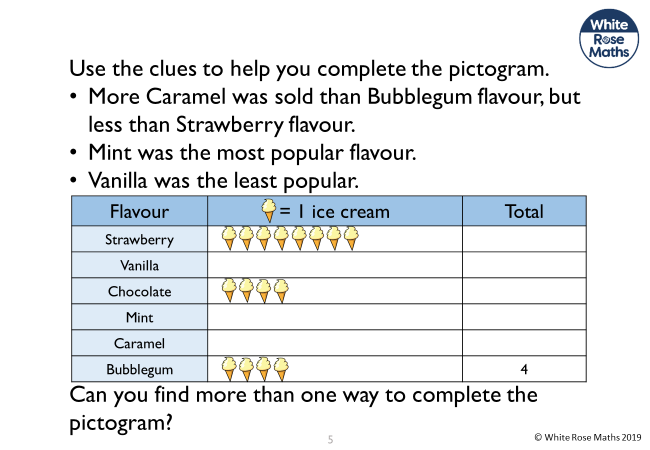 White
Rose
Maths
Use the clues to help you complete the pictogram.
• More Caramel was sold than Bubblegum flavour, but
less than Strawberry flavour.
• Mint was the most popular flavour.
• Vanilla was the least popular.
Flavour = 1 ice cream Total
Strawberry
Vanilla
Chocolate
Mint
Caramel
Bubblegum 4
Can you find more than one way to complete the
pictogram?
5
© White Rose Maths 2019